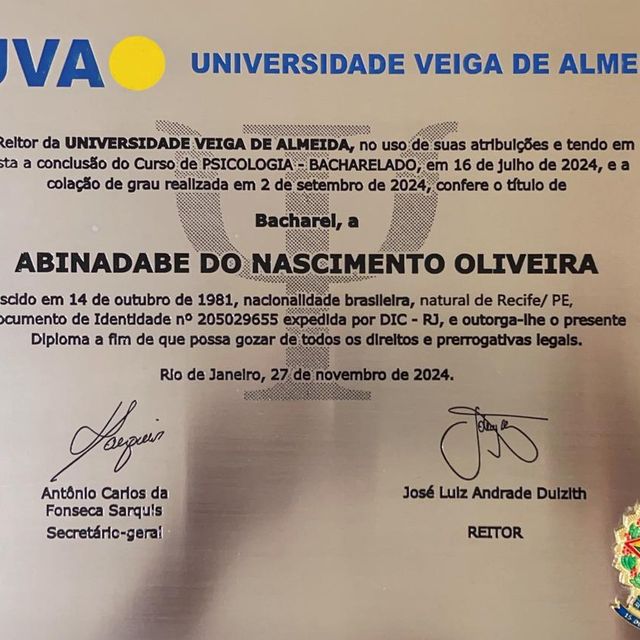 UVA UNIVERSIDADE VEIGA DE ALME
Reitor da UNIVERSIDADE VEIGA DE ALMEIDA, no uso de suas atribuições e tendo em
sta a conclusão do Curso de PSICOLOGIA - BACHARELADO, em 16 de julho de 2024, e a
colação de grau realizada em 2 de setembro de 2024, confere o título de
Bacharel, a
ABINADABE DO NASCIMENTO OLIVEIRA
scido em 14 de outubro de 1981, nacionalidade brasileira, natural de Recife/ PE,
ocumento de Identidade nº 205029655 expedida por DIC - RJ, e outorga-lhe o presente
Diploma a fim de que possa gozar de todos os direitos e prerrogativas legais.
Rio de Janeiro, 27 de novembro de 2024.
Antônio Carlos da
Fonseca Sarquis
Secretário-geral
José Luiz Andrade Duizith
REITOR